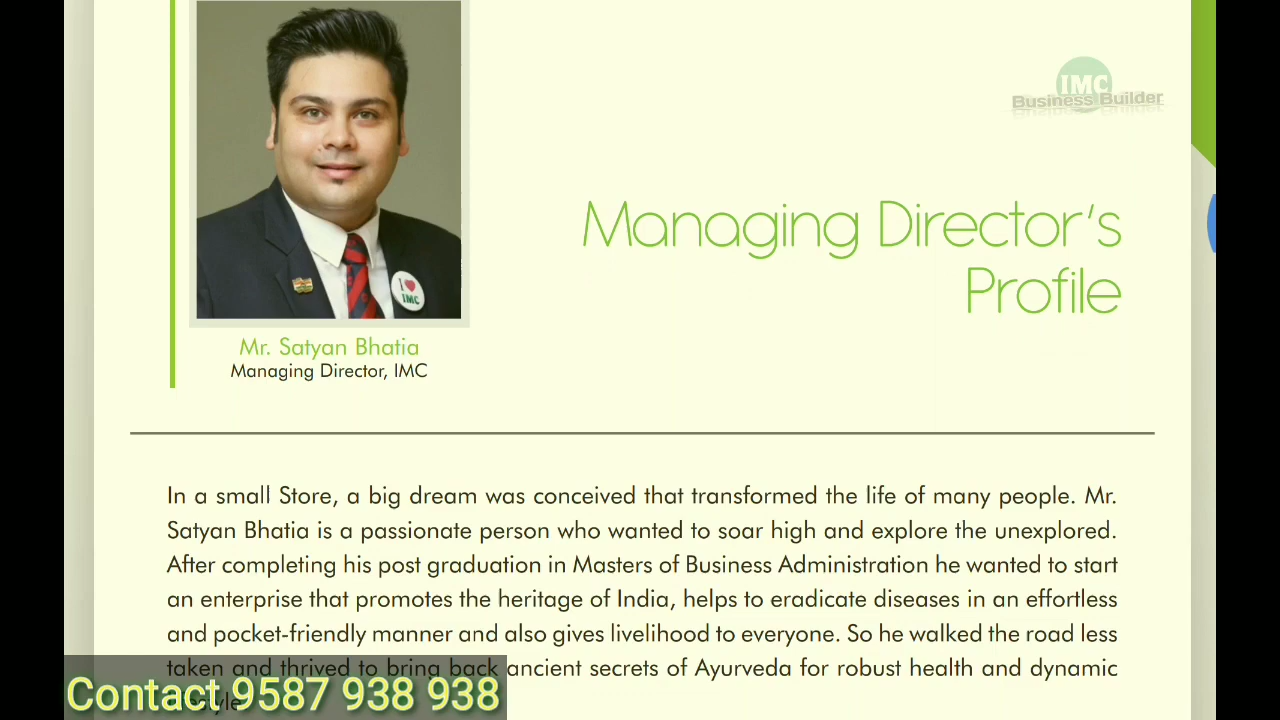 IMC
Business Builder
Managing Director's
Profile
I
IMC
Mr. Satyan Bhatia
Managing Director, IMC
In a small Store, a big dream was conceived that transformed the life of many people. Mr.
Satyan Bhatia is a passionate person who wanted to soar high and explore the unexplored.
After completing his post graduation in Masters of Business Administration he wanted to start
an enterprise that promotes the heritage of India, helps to eradicate diseases in an effortless
and pocket-friendly manner and also gives livelihood to everyone. So he walked the road less
taken and thrived to bring back ancient secrets of Ayurveda for robust health and dynamic
Contact 9587 938 938